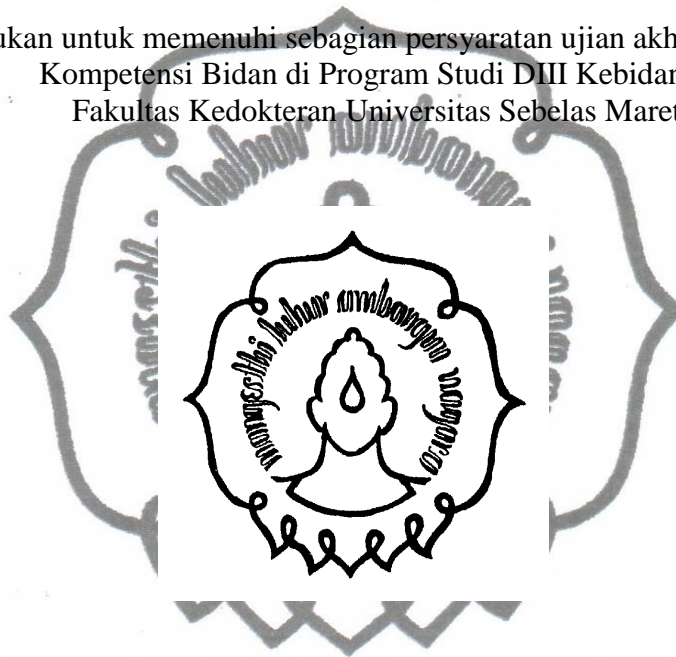 ukan untuk memenuhi sebagian persyaratan ujian akh
Kompetensi Bidan di Program Studi DIII Kebidan
Fakultas Kedokteran Universitas Sebelas Maret
mangesthi luhur ambangun nagoro